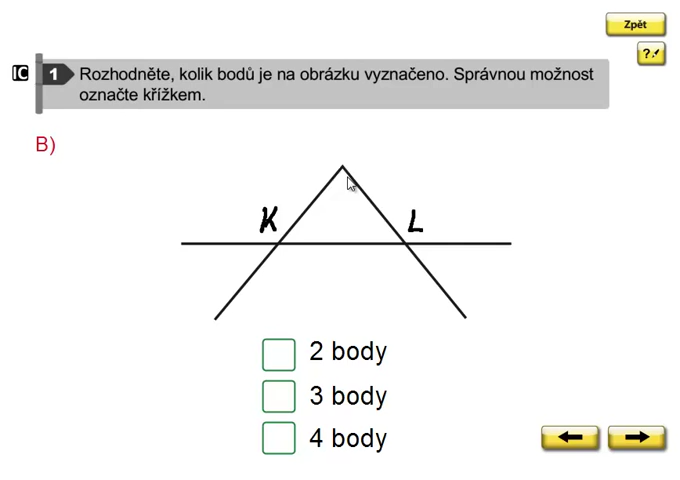 Zpět
?
IC 1 Rozhodněte, kolik bodů je na obrázku vyznačeno. Správnou možnost
označte křížkem.
B)
K L
2 body
3 body
4 body